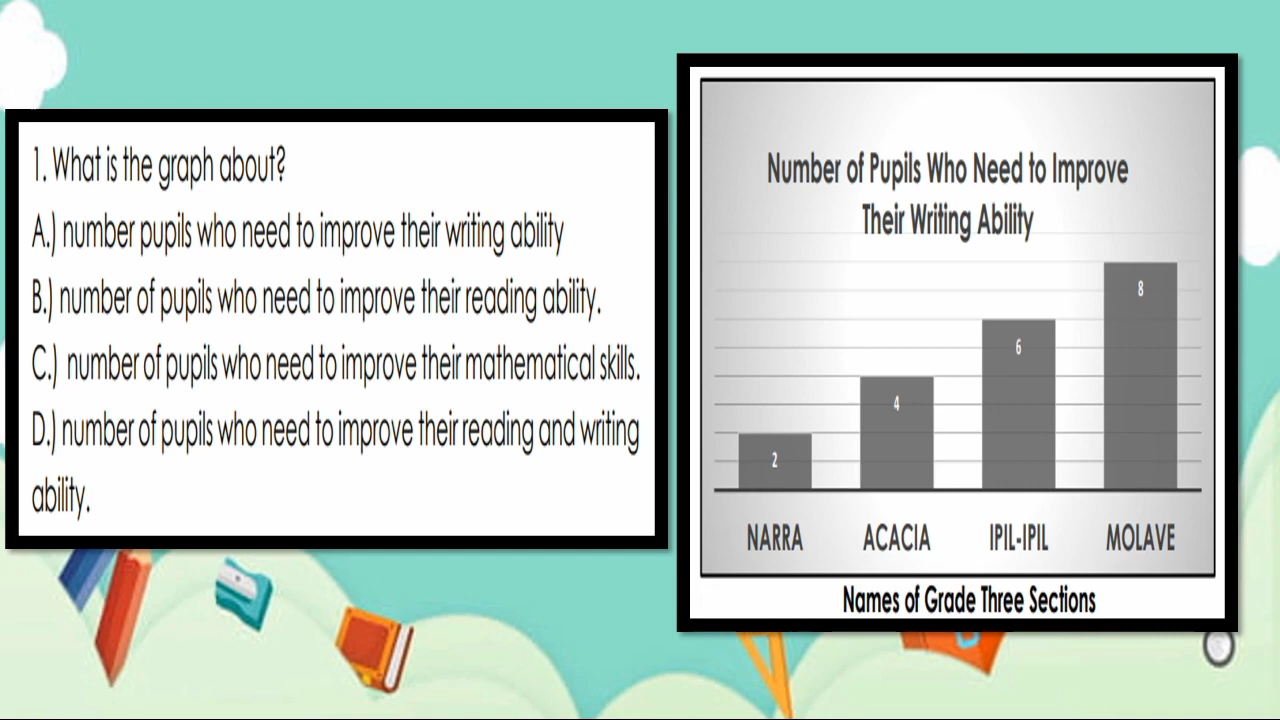 1. What is the graph about?
A.) number pupils who need to improve their writing ability
B.) number of pupils who need to improve their reading ability.
C.) number of pupils who need to improve their mathematical skills.
D.) number of pupils who need to improve their reading and writing
ability.
Number of Pupils Who Need to Improve
Their Writing Ability
2
4
6
8
NARRA ACACIA IPIL-IPIL MOLAVE
Names of Grade Three Sections